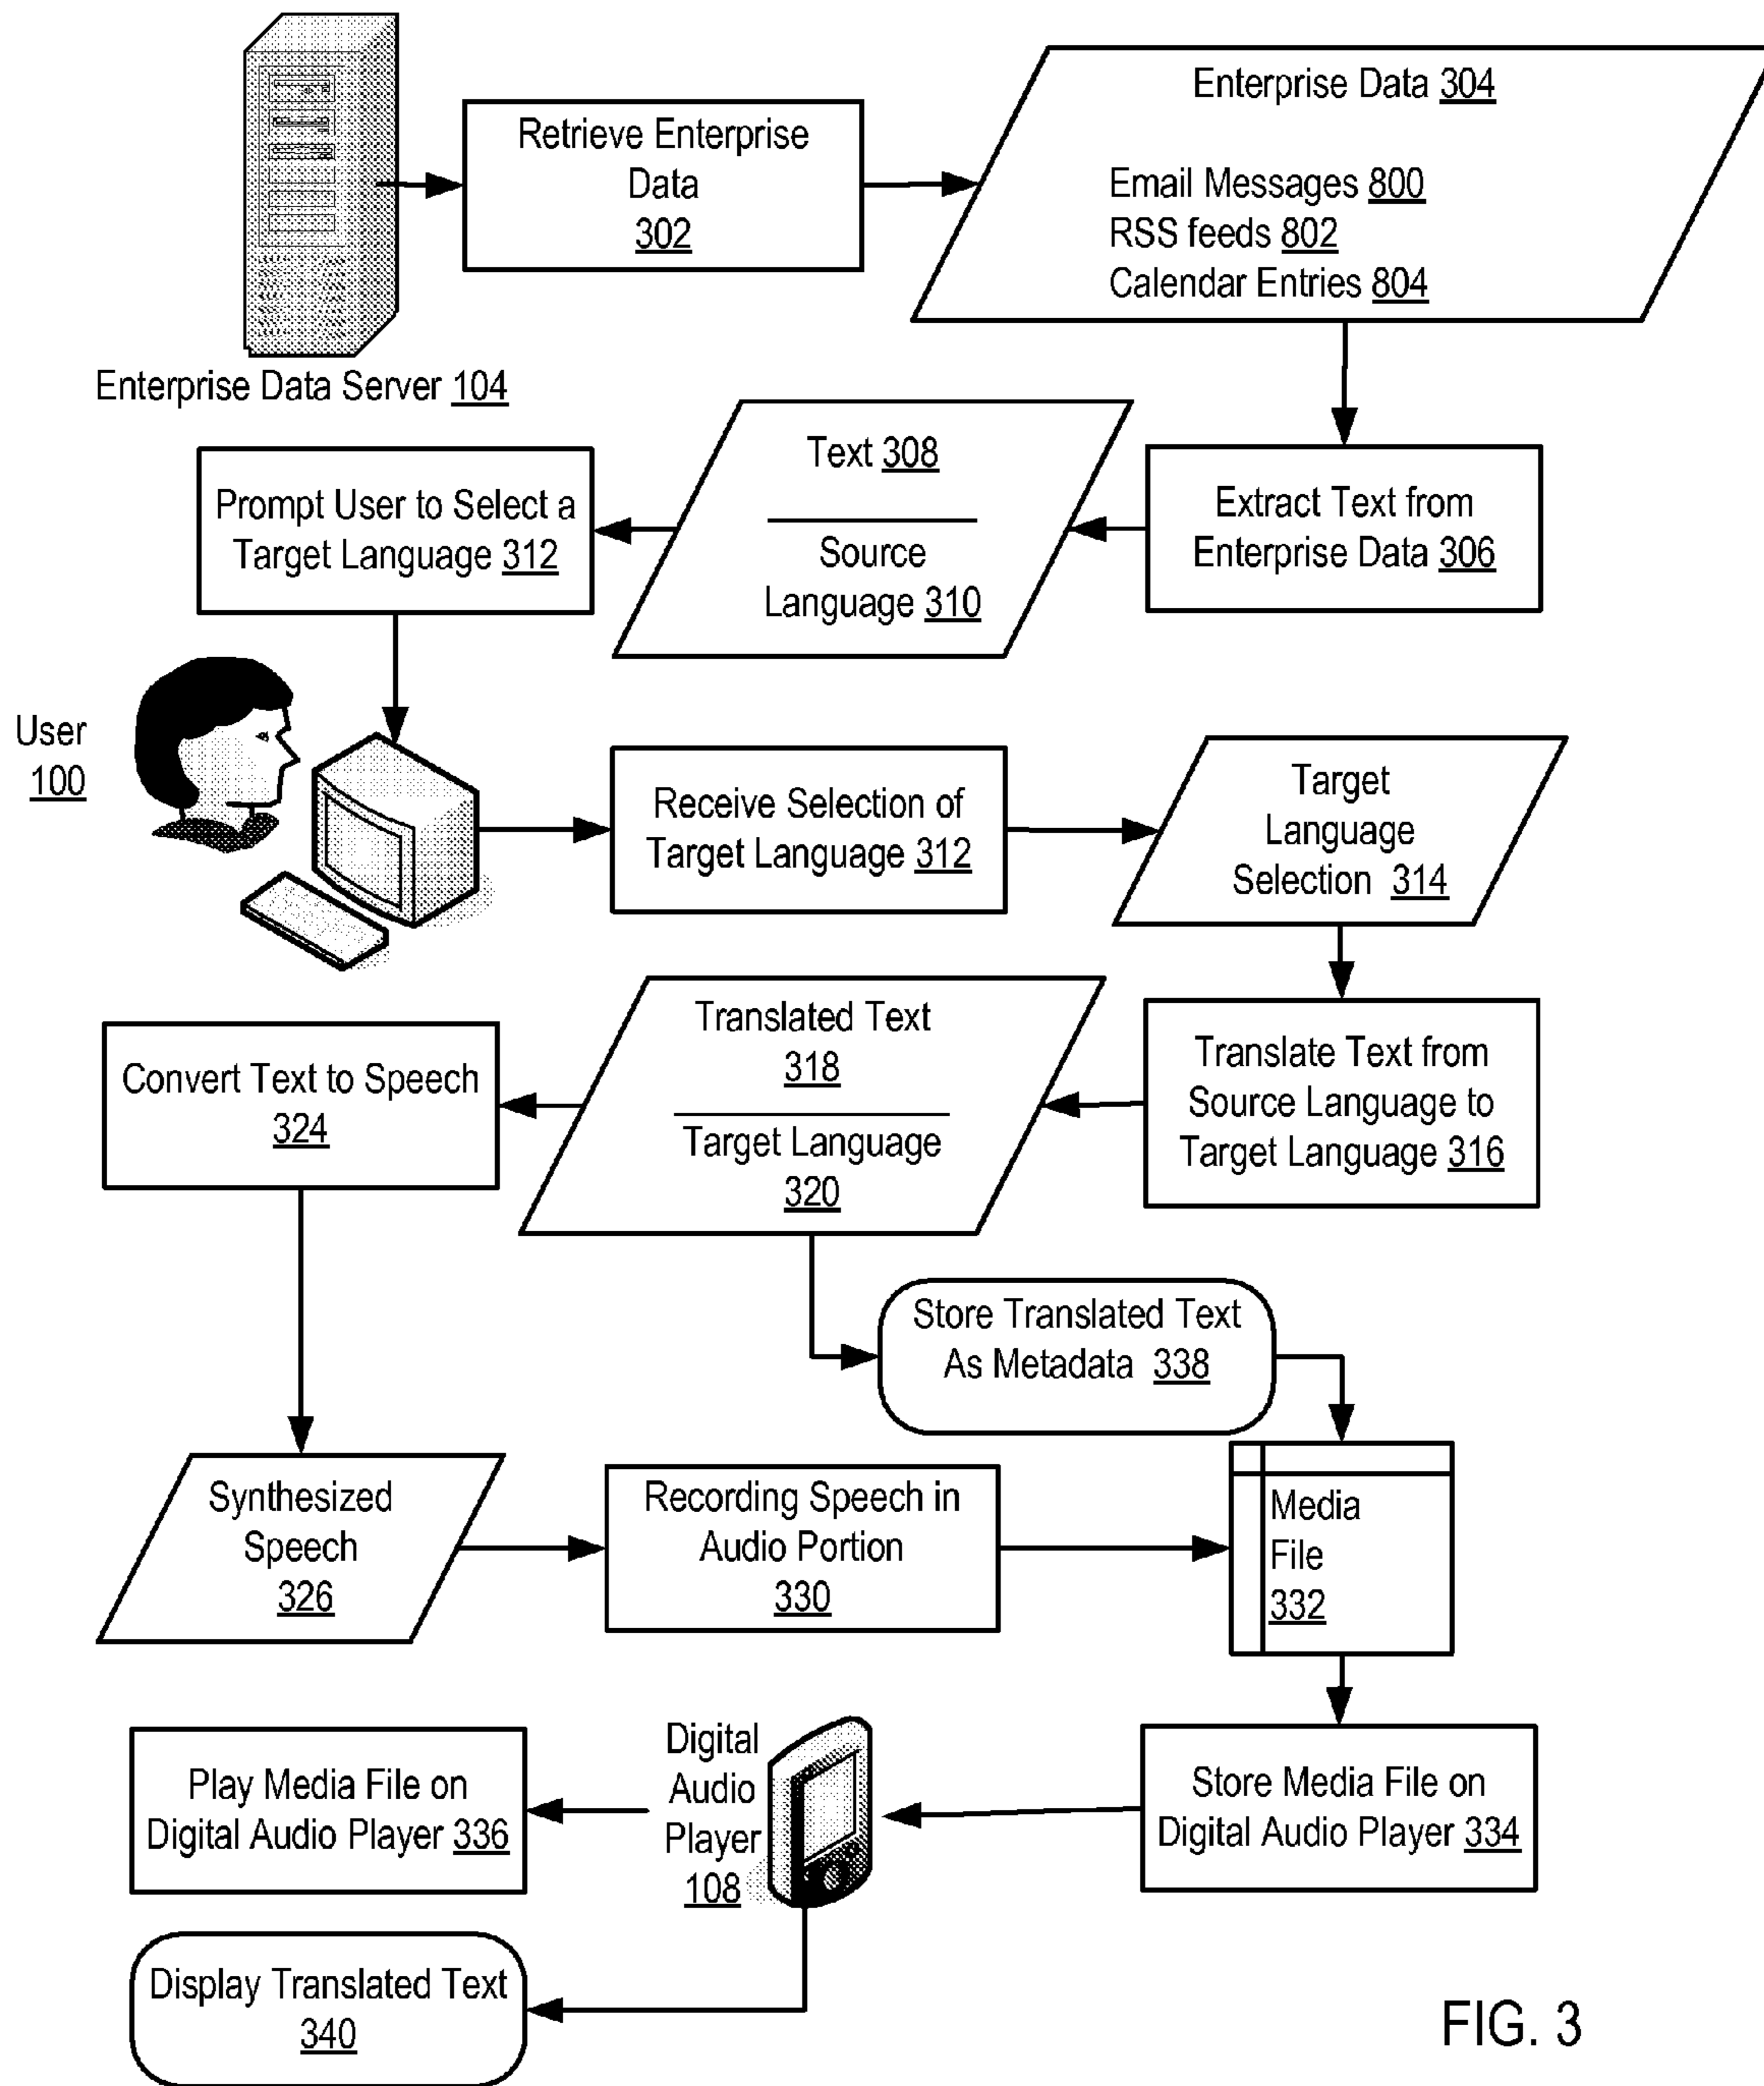 Retrieve Enterprise
Data
302
Enterprise Data 304
Email Messages 800
RSS feeds 802
Calendar Entries 804
Enterprise Data Server 104
Prompt User to Select a
Target Language 312
Text 308
Source
Language 310
Extract Text from
Enterprise Data 306
User
100
Receive Selection of
Target Language 312
Target
Language
Selection 314
Convert Text to Speech
324
Translated Text
318
Target Language
320
Translate Text from
Source Language to
Target Language 316
Store Translated Text
As Metadata 338
Synthesized
Speech
326
Recording Speech in
Audio Portion
330
Media
File
332
Play Media File on
Digital Audio Player 336
Digital
Audio
Player
108
Store Media File on
Digital Audio Player 334
Display Translated Text
340
FIG. 3